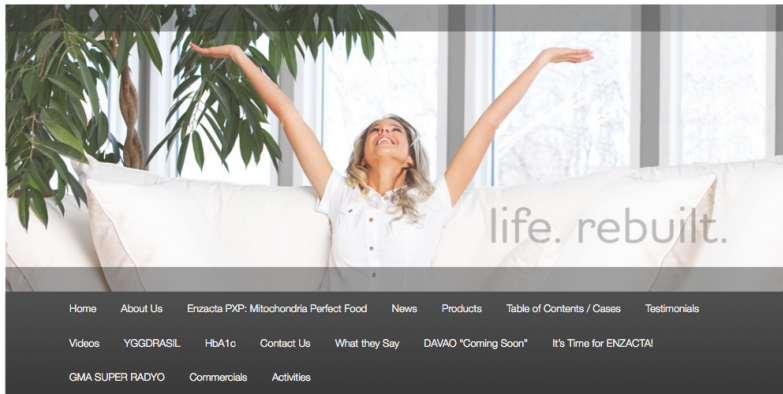 life. rebuilt.
Home About Us Enzacta PXP: Mitochondria Perfect Food News Products Table of Contents / Cases Testimonials
Videos YGGDRASIL HbA1c Contact Us What they Say DAVAO "Coming Soon" It's Time for ENZACTA!
GMA SUPER RADYO Commercials Activities